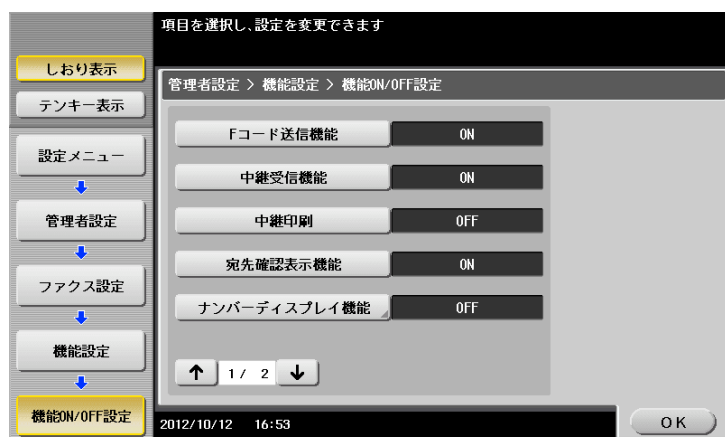 項目を選択し、設定を変更できます
しおり表示
テンキー表示
設定メニュー
管理者設定
ファクス設定
機能設定
機能ON/OFF設定
管理者設定 > 機能設定 > 機能ON/OFF設定
Fコード送信機能 ON
中継受信機能 ON
中継印刷 OFF
宛先確認表示機能 ON
ナンバーディスプレイ機能 OFF
↑ 1/ 2 ↓
2012/10/12 16:53
OK